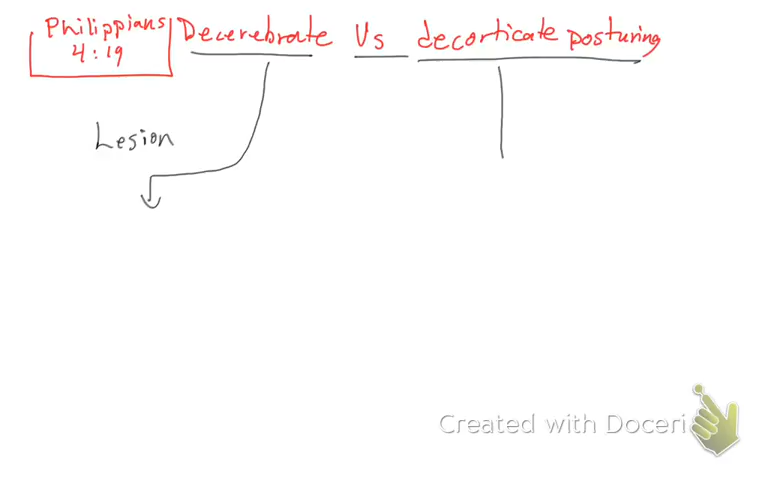 Philippians
4:19
Decerebrate Vs decorticate posturing
Lesion
Created with Doceri